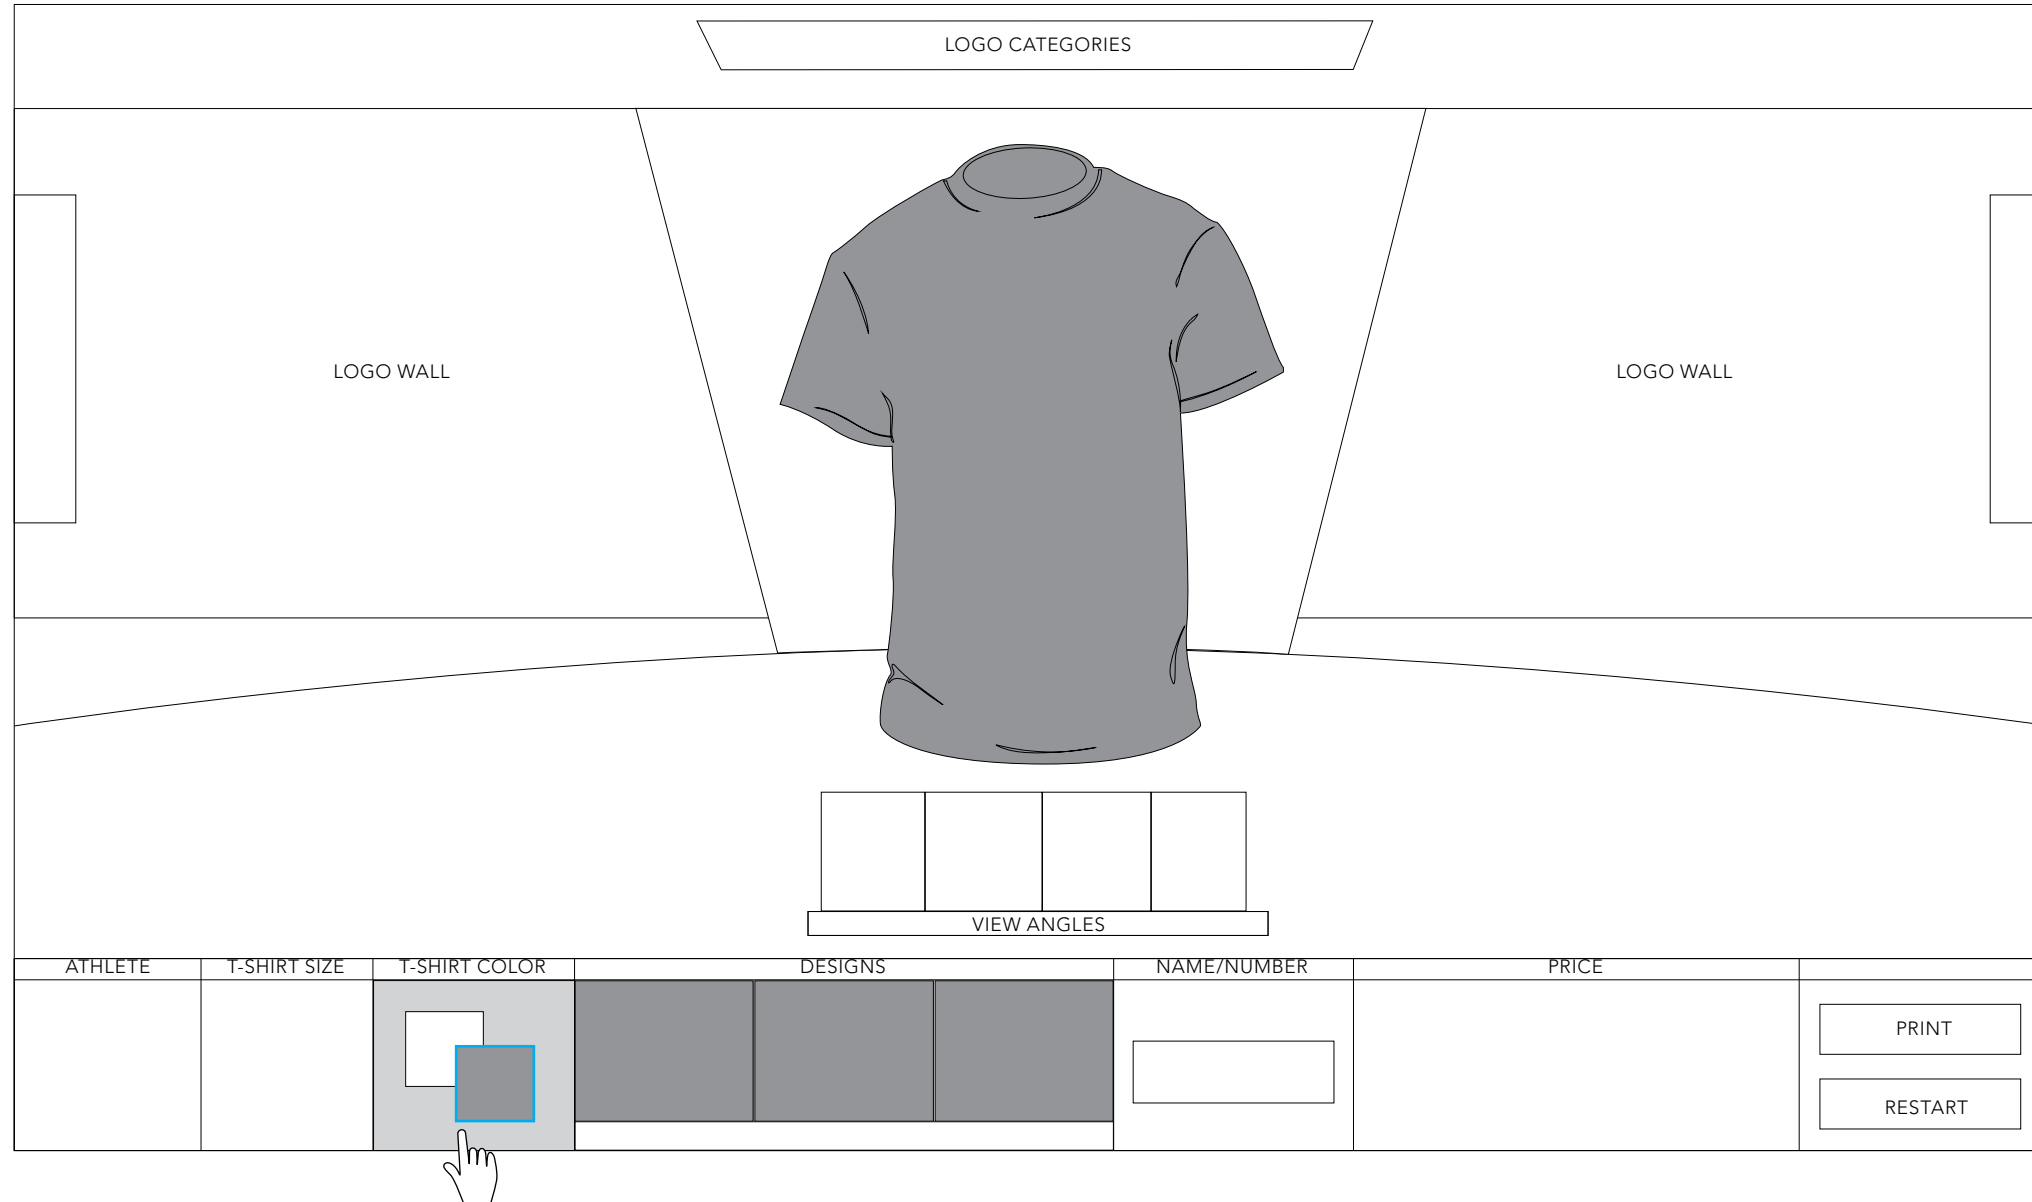 LOGO CATEGORIES
LOGO WALL
LOGO WALL
VIEW ANGLES
ATHLETE
T-SHIRT SIZE
T-SHIRT COLOR
DESIGNS
NAME/NUMBER
PRICE
PRINT
RESTART